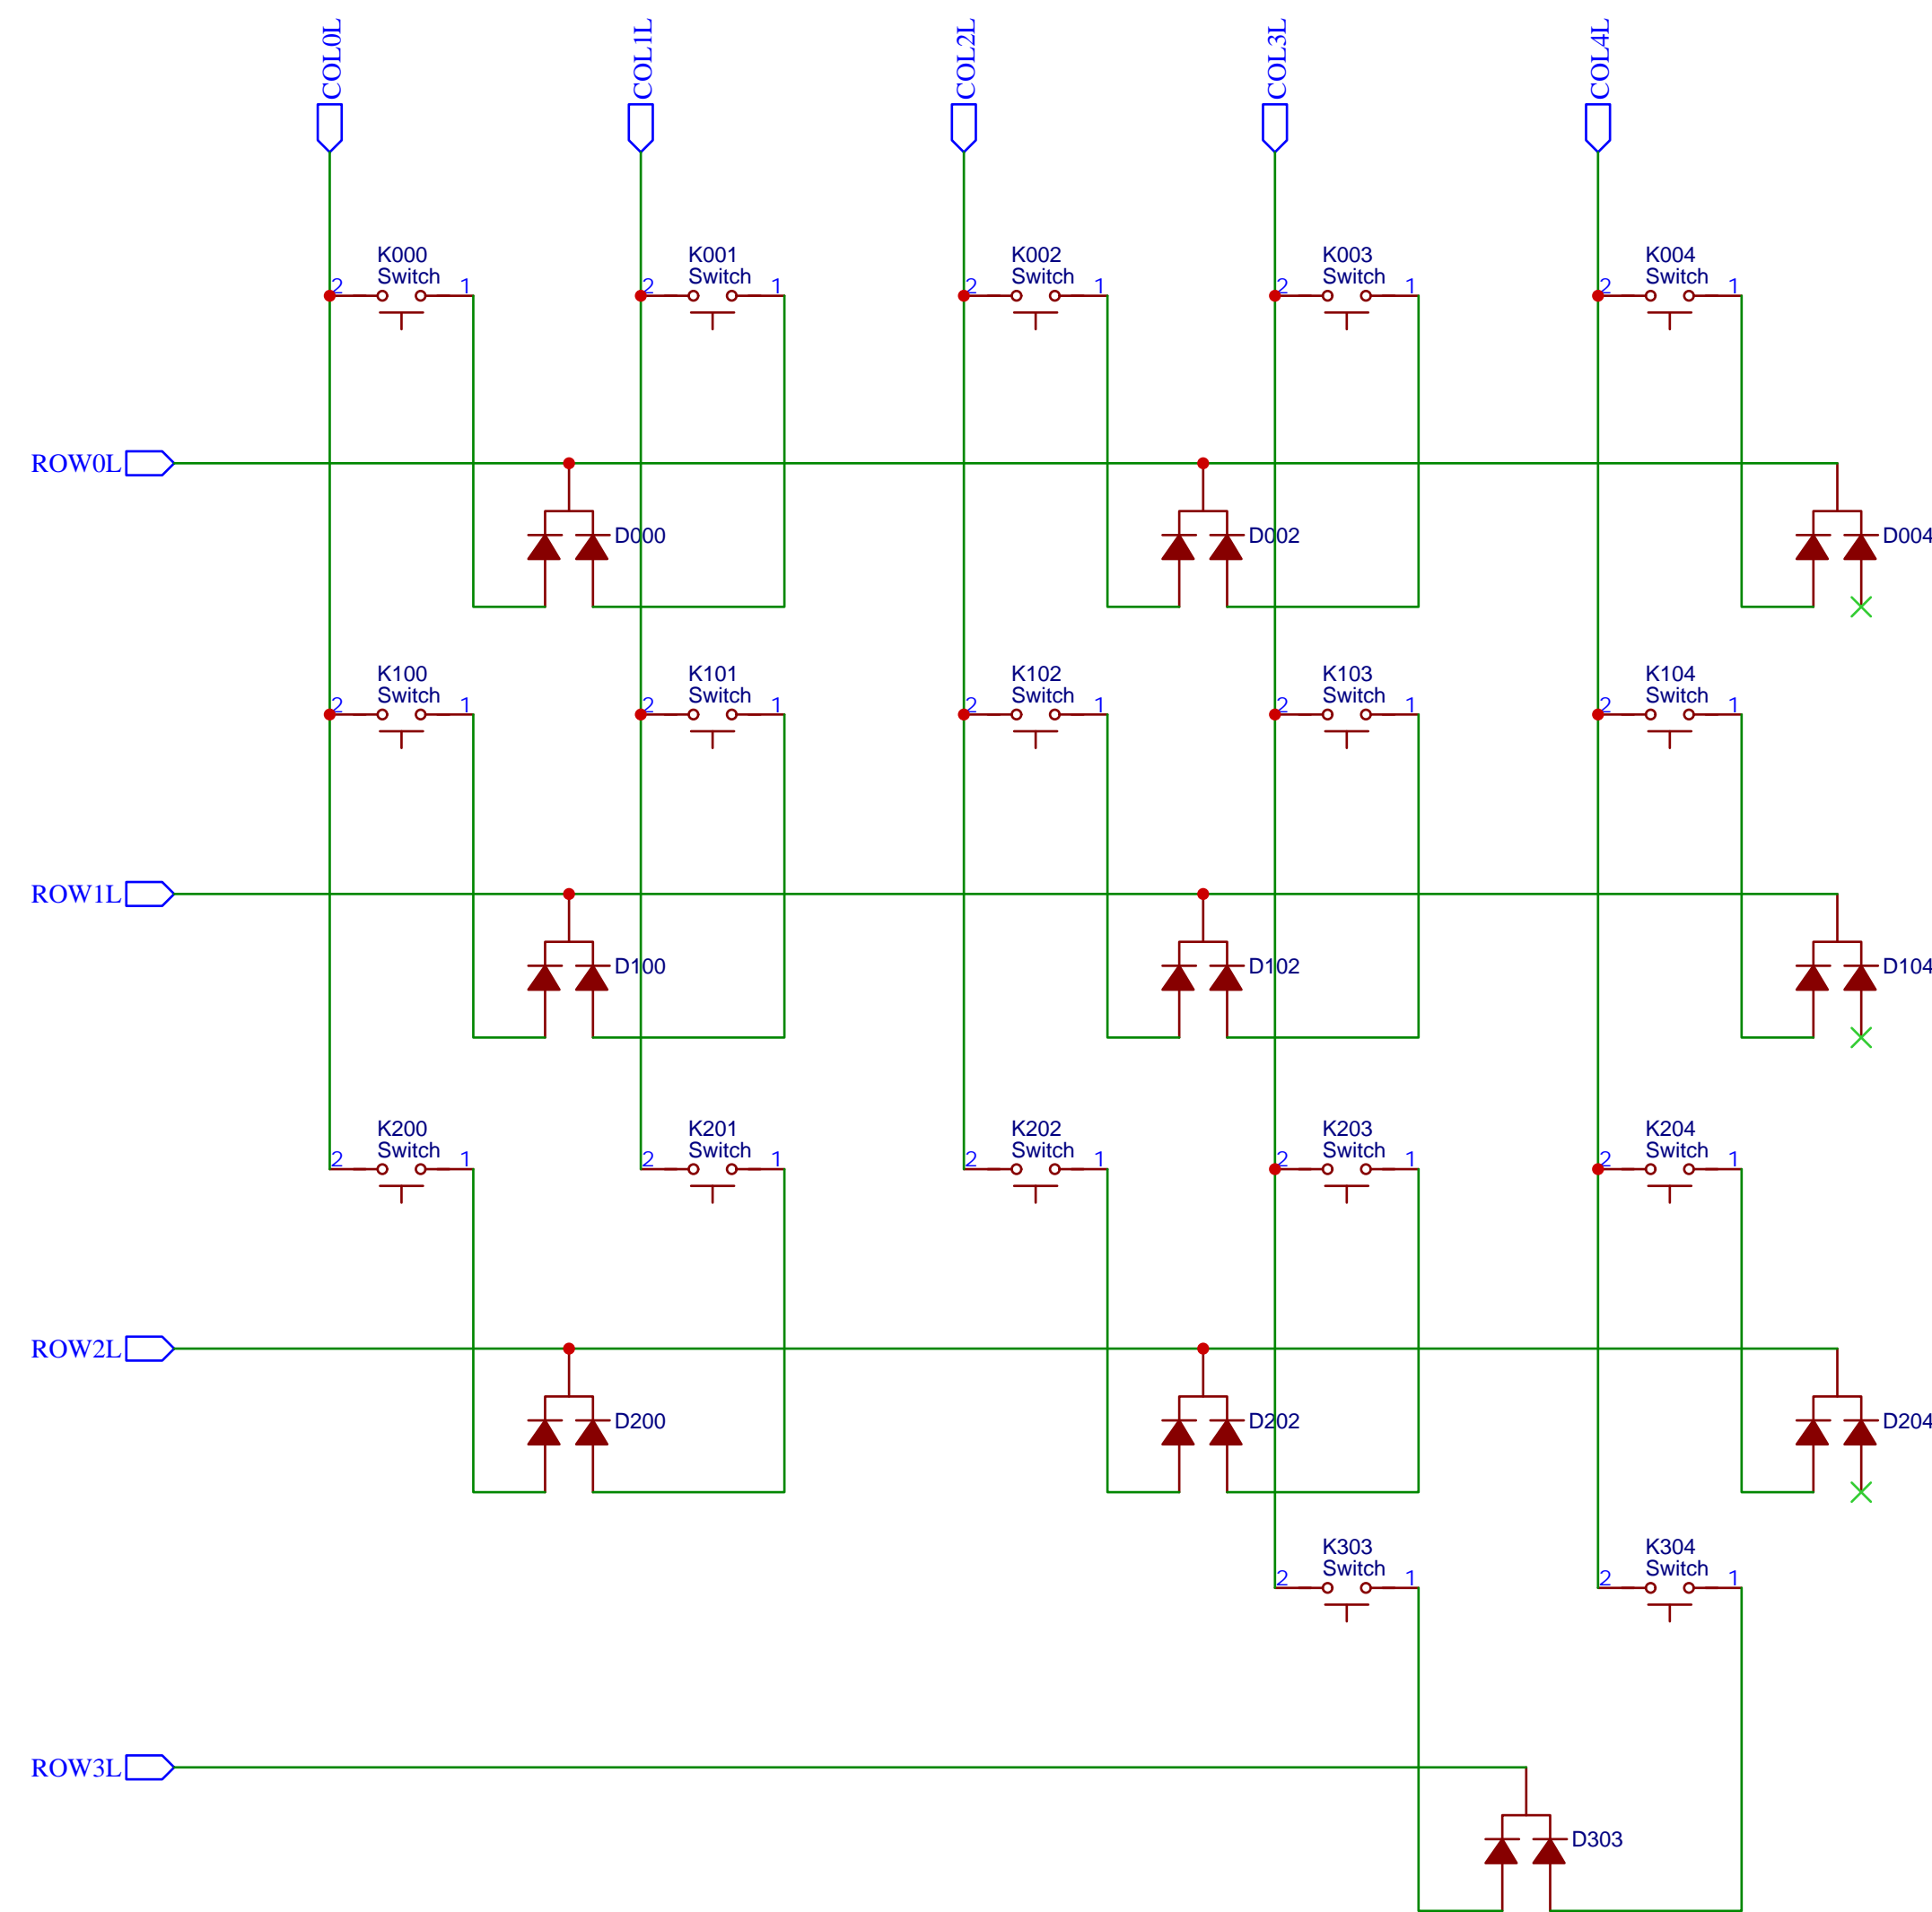 COL0L
COL1L
COL2L
COL3L
COL4L
K000
Switch
2 1
K001
Switch
2 1
K002
Switch
2 1
K003
Switch
2 1
K004
Switch
2 1
ROW0L
D000
D002
D004
K100
Switch
2 1
K101
Switch
2 1
K102
Switch
2 1
K103
Switch
2 1
K104
Switch
2 1
ROW1L
D100
D102
D104
K200
Switch
2 1
K201
Switch
2 1
K202
Switch
2 1
K203
Switch
2 1
K204
Switch
2 1
ROW2L
D200
D202
D204
K303
Switch
2 1
K304
Switch
2 1
ROW3L
D303